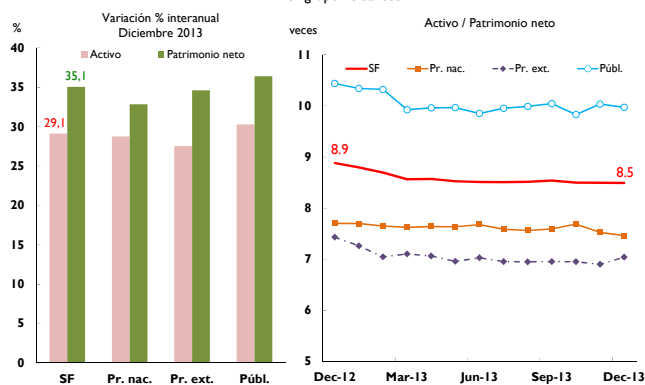 Variación % interanual
Diciembre 2013
%
Activo
Patrimonio neto
40
35
30
25
20
15
10
5
0
35,1
29,1
SF
Pr. nac.
Pr. ext.
Públ.
Activo / Patrimonio neto
veces
SF
Pr. nac.
Pr. ext.
Públ.
11
10
9
8
7
6
5
8.9
8.5
Dec-12
Mar-13
Jun-13
Sep-13
Dec-13